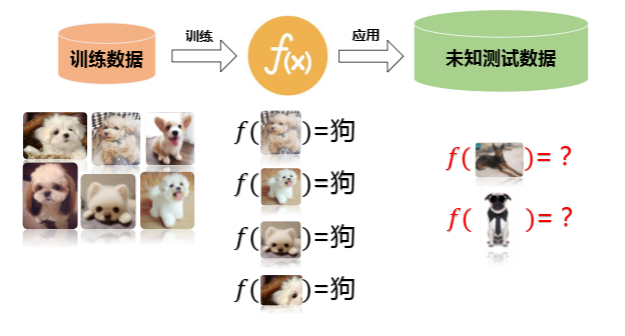 训练数据
训练
f(x)
应用
未知测试数据
f( )=狗
f( )=狗
f( )=狗
f( )=狗
f( )=？
f( )=？